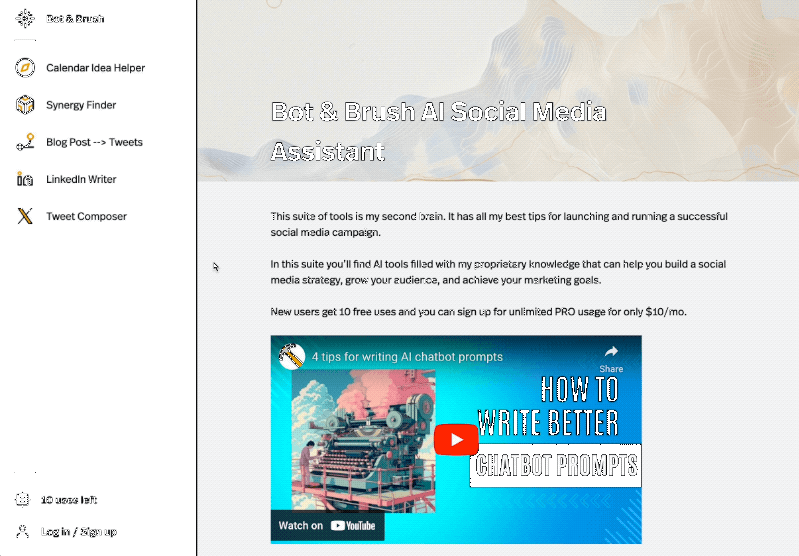 Bot & Brush
Calendar Idea Helper
Synergy Finder
Blog Post --> Tweets
LinkedIn Writer
Tweet Composer
10 uses left
Log in / Sign up
Bot & Brush AI Social Media
Assistant
This suite of tools is my second brain. It has all my best tips for launching and running a successful
social media campaign.
In this suite you'll find AI tools filled with my proprietary knowledge that can help you build a social
media strategy, grow your audience, and achieve your marketing goals.
New users get 10 free uses and you can sign up for unlimited PRO usage for only $10/mo.
4 tips for writing AI chatbot prompts
Share
HOW TO
WRITE BETTER
CHATBOT PROMPTS
Watch on YouTube